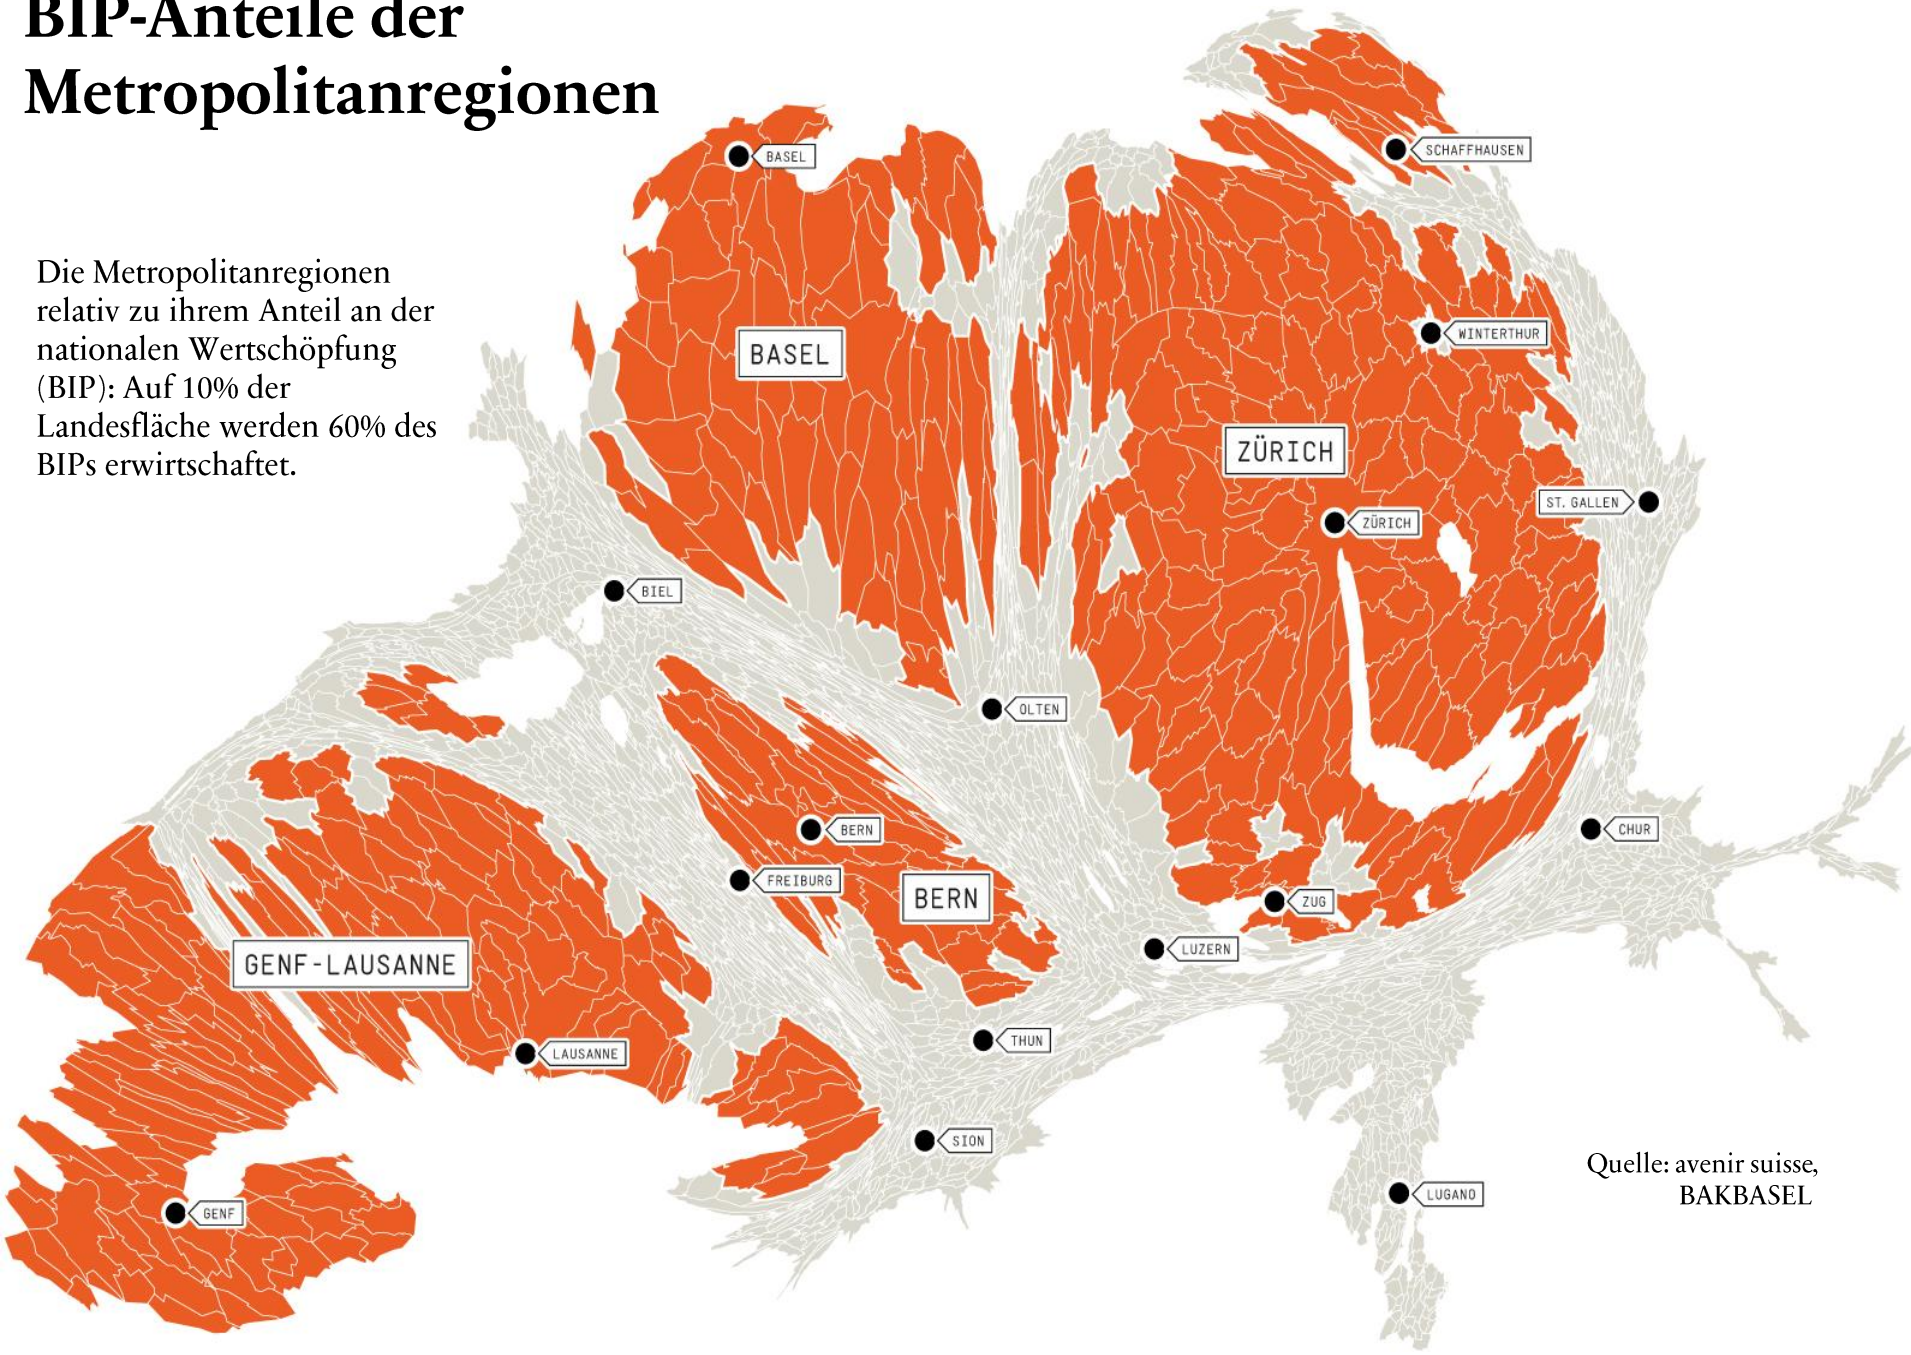 BIP-Anteile der
Metropolitanregionen
Die Metropolitanregionen
relativ zu ihrem Anteil an der
nationalen Wertschöpfung
(BIP): Auf 10% der
Landesfläche werden 60% des
BIPs erwirtschaftet.
BASEL
SCHAFFHAUSEN
WINTERTHUR
BASEL
ZÜRICH
ST. GALLEN
ZÜRICH
BIEL
OLTEN
BERN
CHUR
FREIBURG
BERN
ZUG
LUZERN
GENF-LAUSANNE
THUN
LAUSANNE
SION
Quelle: avenir suisse,
BAKBASEL
LUGANO
GENF